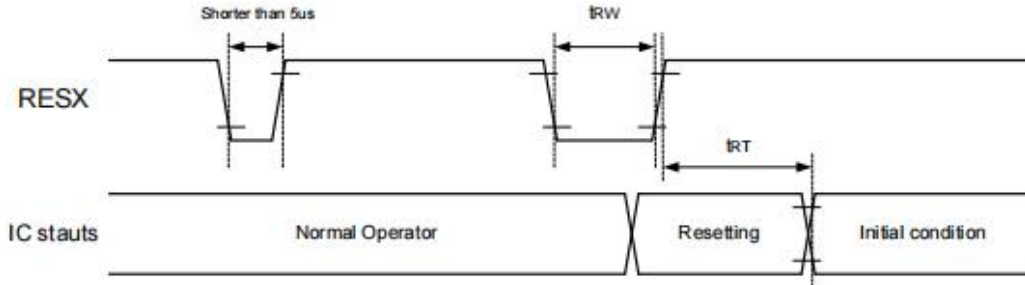 Shorter than 5us
tRW
RESX
tRT
IC stauts
Normal Operator
Resetting
Initial condition